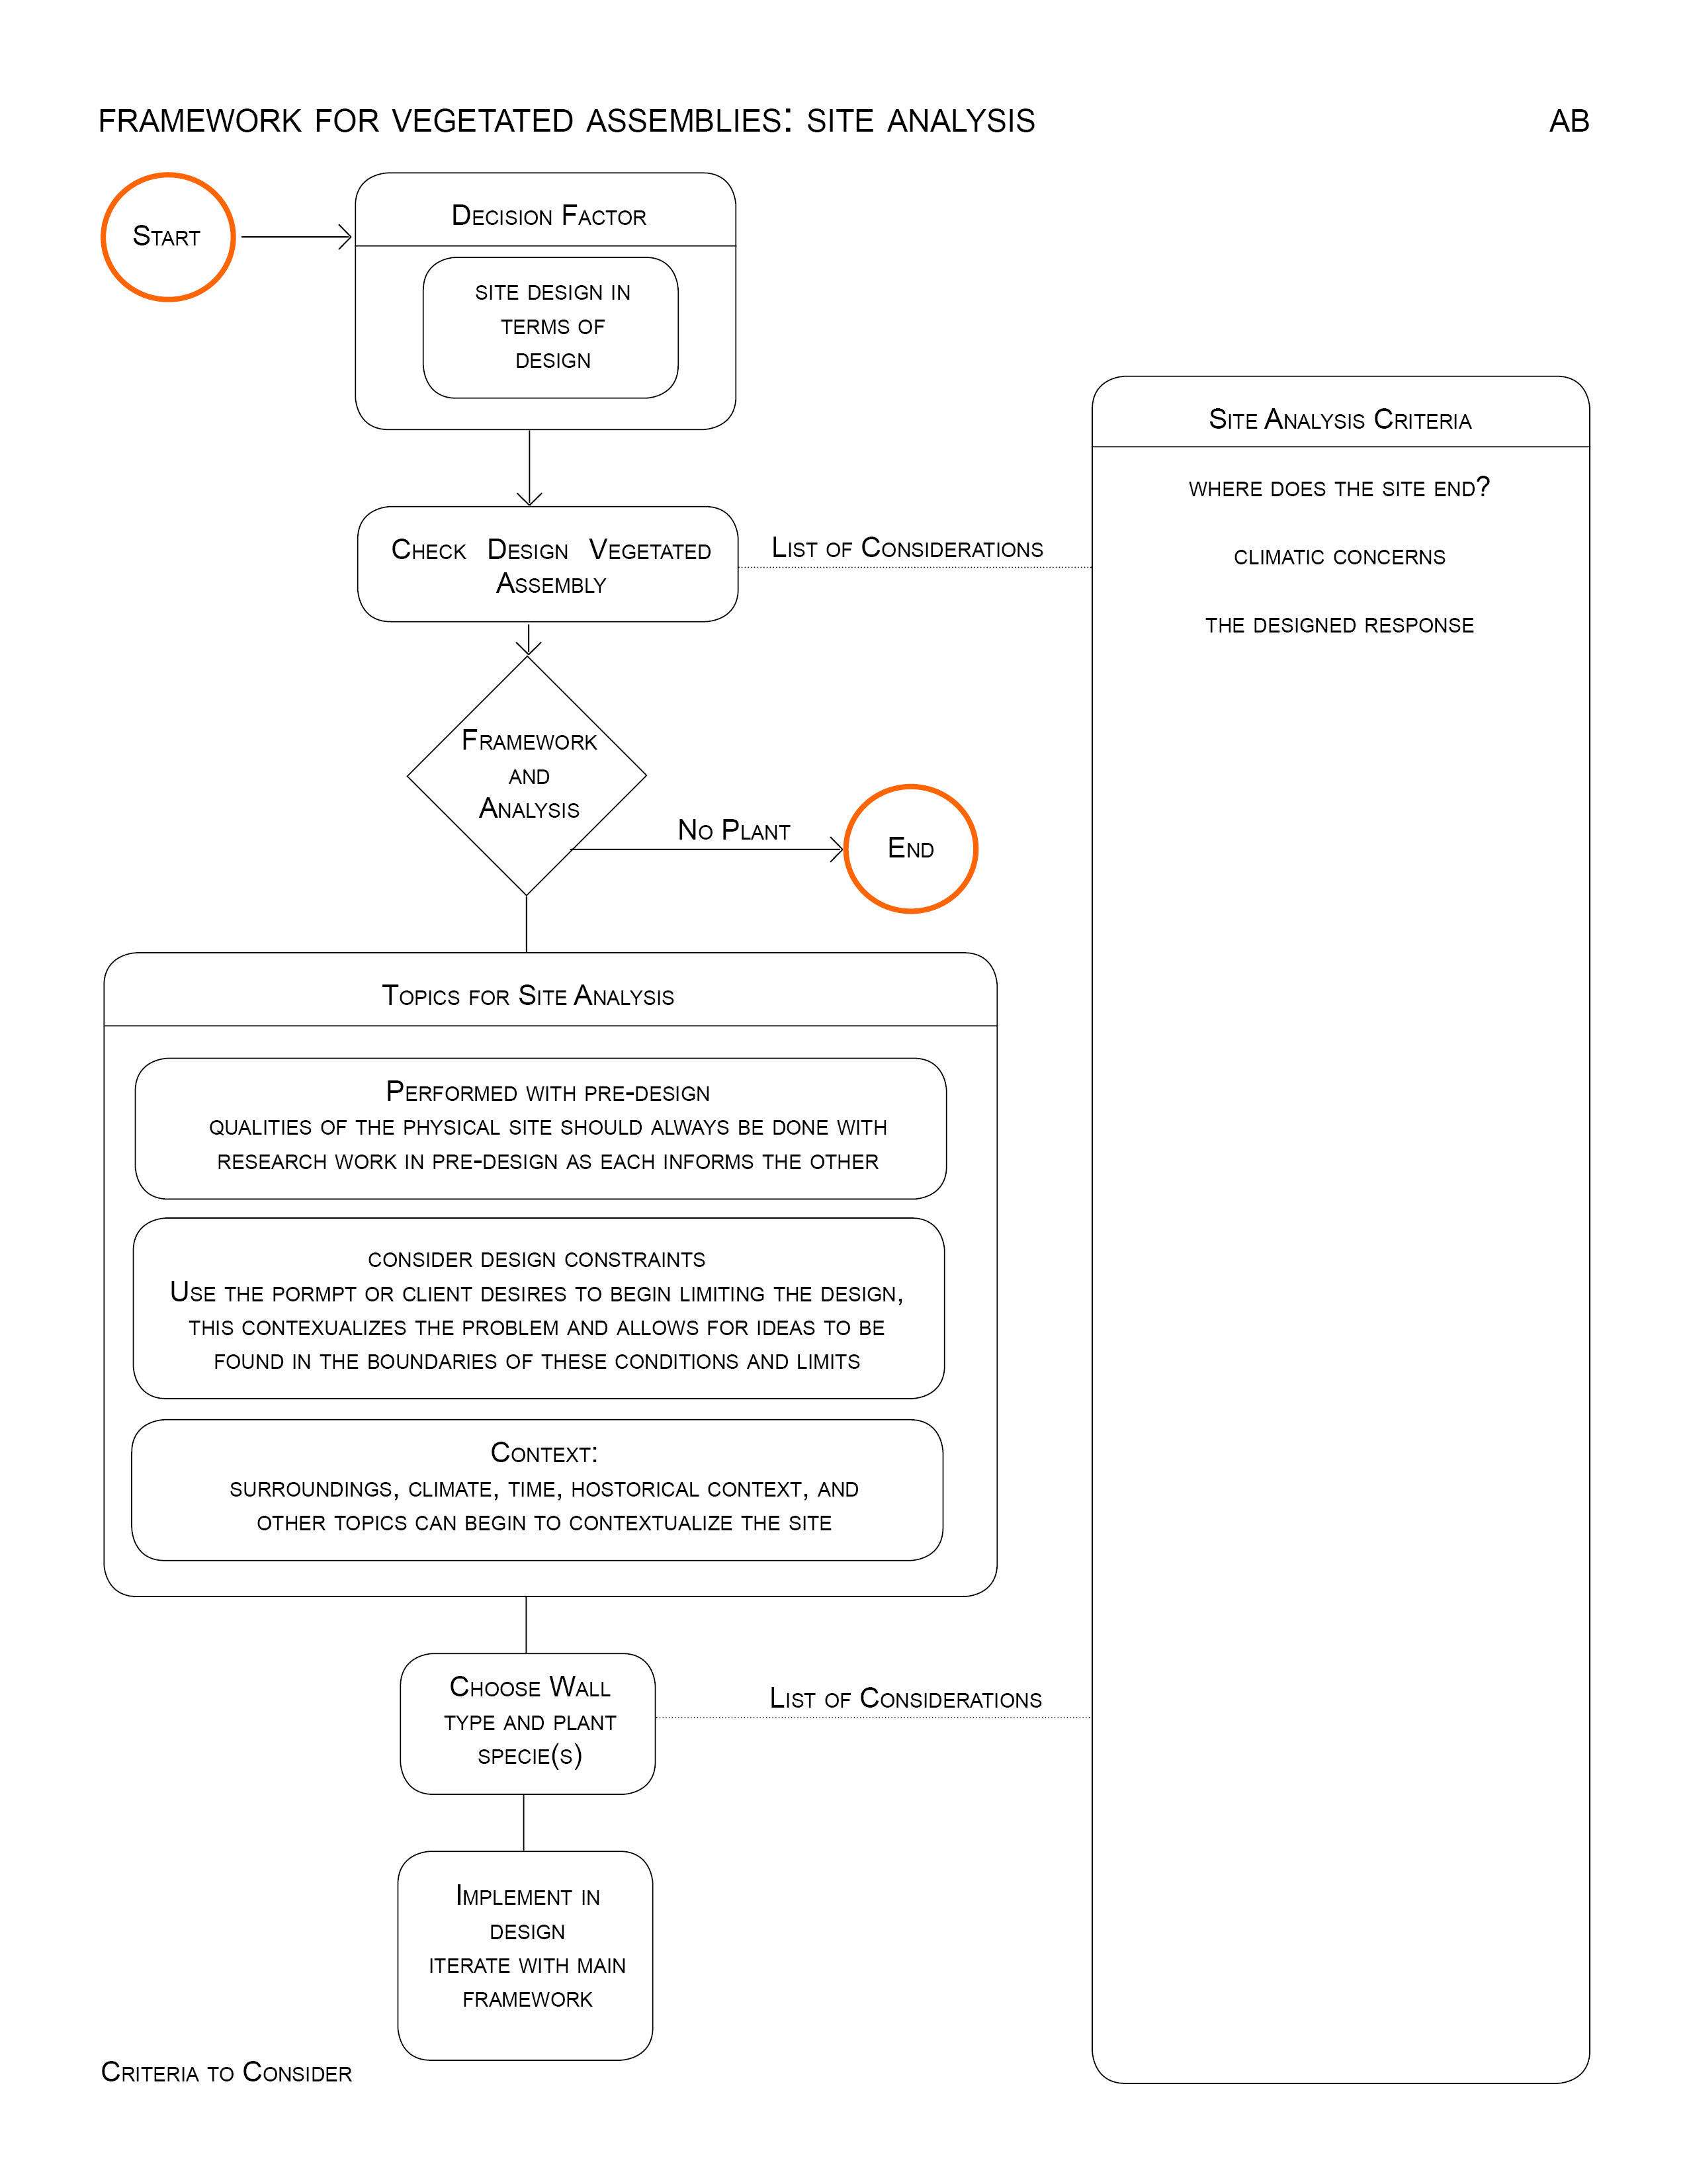 FRAMEWORK FOR VEGETATED ASSEMBLIES: SITE ANALYSIS
AB
START
DECISION FACTOR
SITE DESIGN IN
TERMS OF
DESIGN
CHECK DESIGN VEGETATED
ASSEMBLY
LIST OF CONSIDERATIONS
SITE ANALYSIS CRITERIA
WHERE DOES THE SITE END?
CLIMATIC CONCERNS
THE DESIGNED RESPONSE
FRAMEWORK
AND
ANALYSIS
NO PLANT
END
TOPICS FOR SITE ANALYSIS
PERFORMED WITH PRE-DESIGN
QUALITIES OF THE PHYSICAL SITE SHOULD ALWAYS BE DONE WITH
RESEARCH WORK IN PRE-DESIGN AS EACH INFORMS THE OTHER
CONSIDER DESIGN CONSTRAINTS
USE THE PORMPT OR CLIENT DESIRES TO BEGIN LIMITING THE DESIGN,
THIS CONTEXUALIZES THE PROBLEM AND ALLOWS FOR IDEAS TO BE
FOUND IN THE BOUNDARIES OF THESE CONDITIONS AND LIMITS
CONTEXT:
SURROUNDINGS, CLIMATE, TIME, HOSTORICAL CONTEXT, AND
OTHER TOPICS CAN BEGIN TO CONTEXTUALIZE THE SITE
CHOOSE WALL
TYPE AND PLANT
SPECIE(S)
LIST OF CONSIDERATIONS
IMPLEMENT IN
DESIGN
ITERATE WITH MAIN
FRAMEWORK
CRITERIA TO CONSIDER